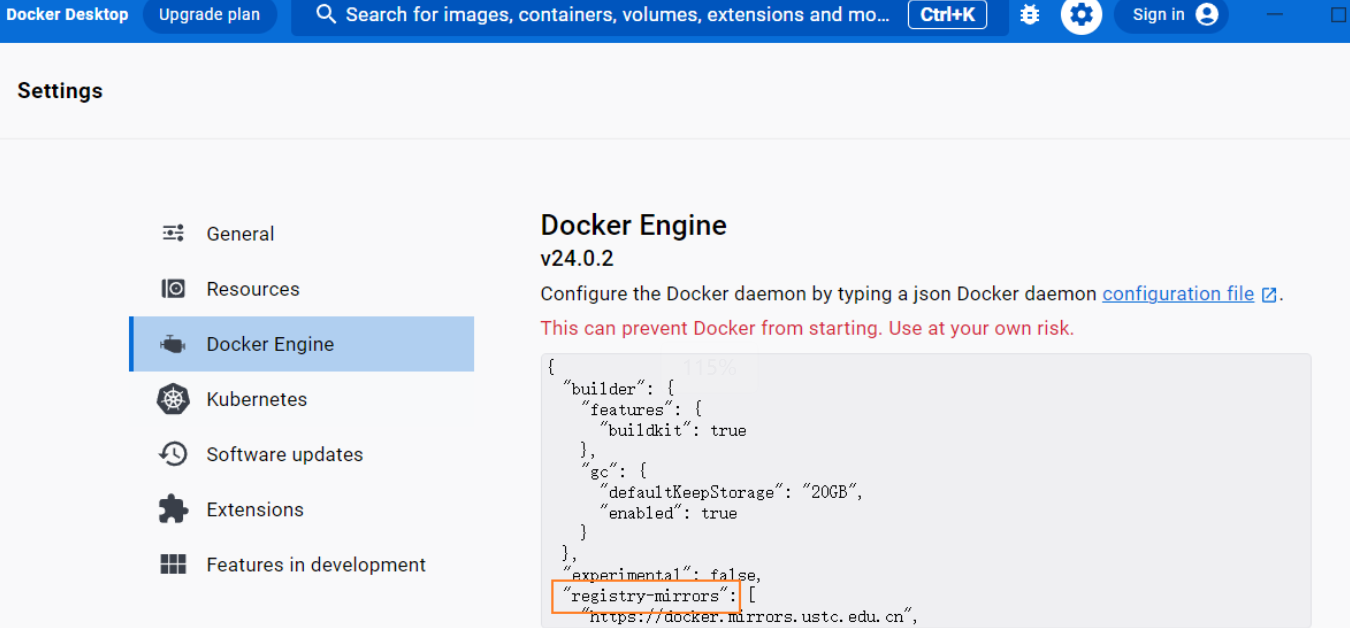 Docker Desktop Upgrade plan Search for images, containers, volumes, extensions and mo... Ctrl+K Sign in
Settings
General
Resources
Docker Engine
Kubernetes
Software updates
Extensions
Features in development
Docker Engine
v24.0.2
Configure the Docker daemon by typing a json Docker daemon configuration file.
This can prevent Docker from starting. Use at your own risk.
115%
{
"builder": {
"features": {
"buildkit": true
},
"gc": {
"defaultKeepStorage": "20GB",
"enabled": true
}
},
"experimental": false,
"registry-mirrors": [
"https://docker.mirrors.ustc.edu.cn",